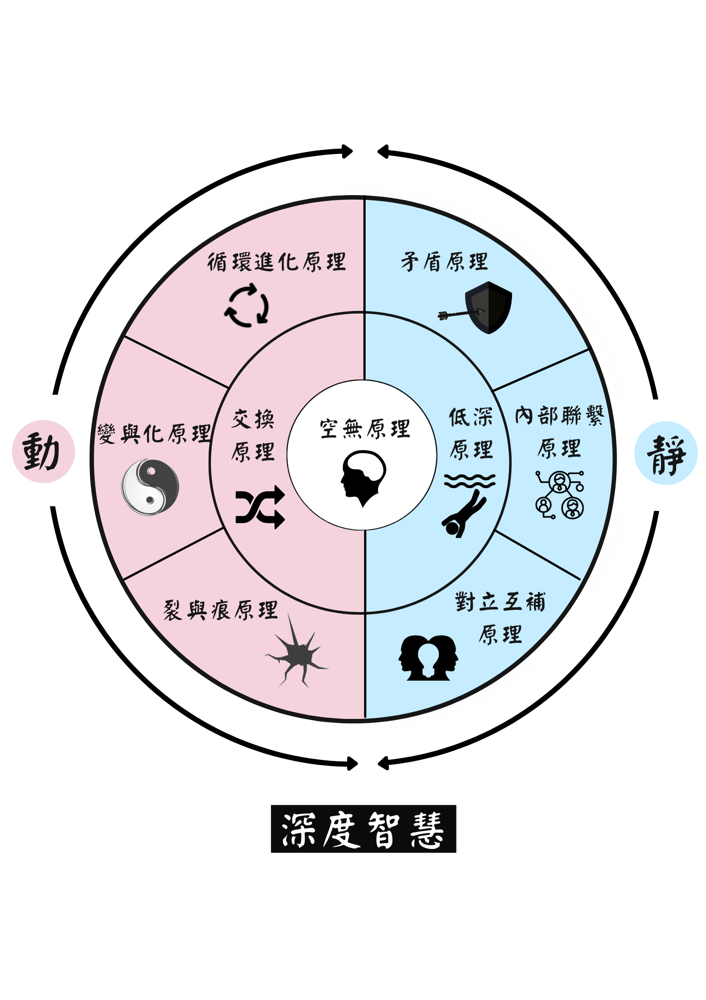 循環進化原理
矛盾原理
變與化原理
交換
原理
空無原理
低深
原理
內部聯繫
原理
動
靜
裂與痕原理
對立互補
原理
深度智慧